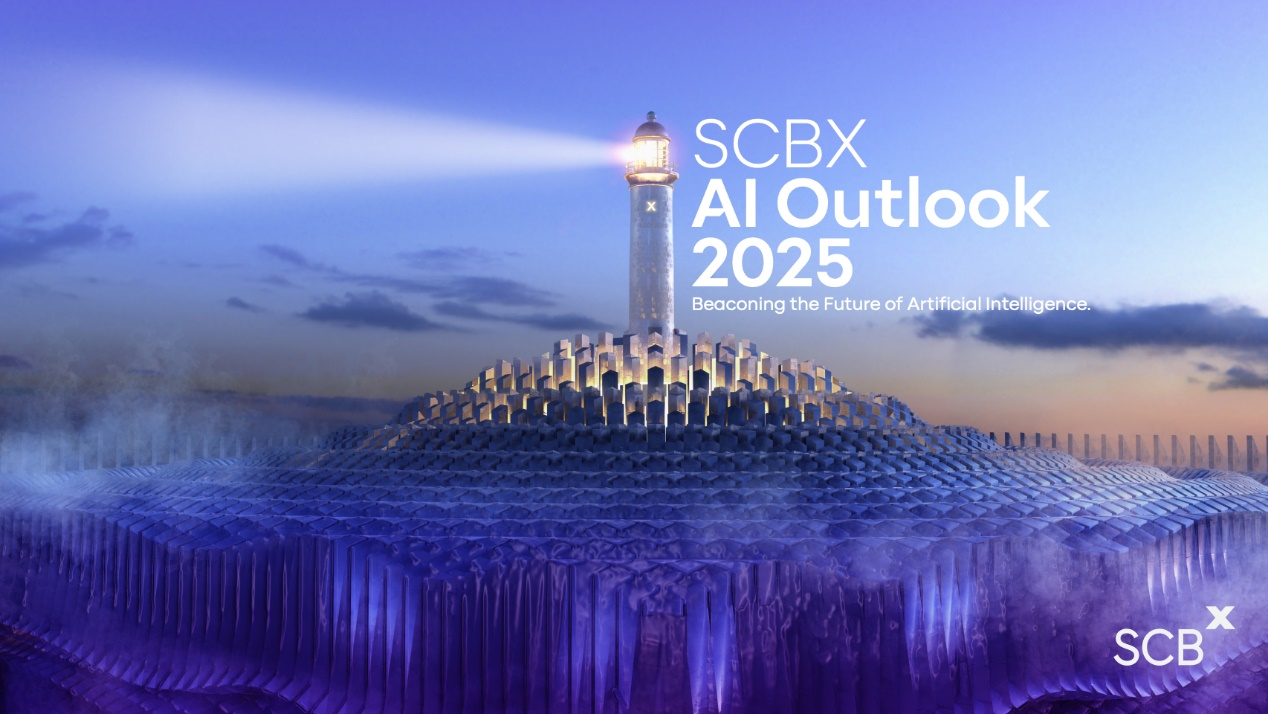 SCBX
AI Outlook
2025
Beaconing the Future of Artificial Intelligence.
X
SCBX